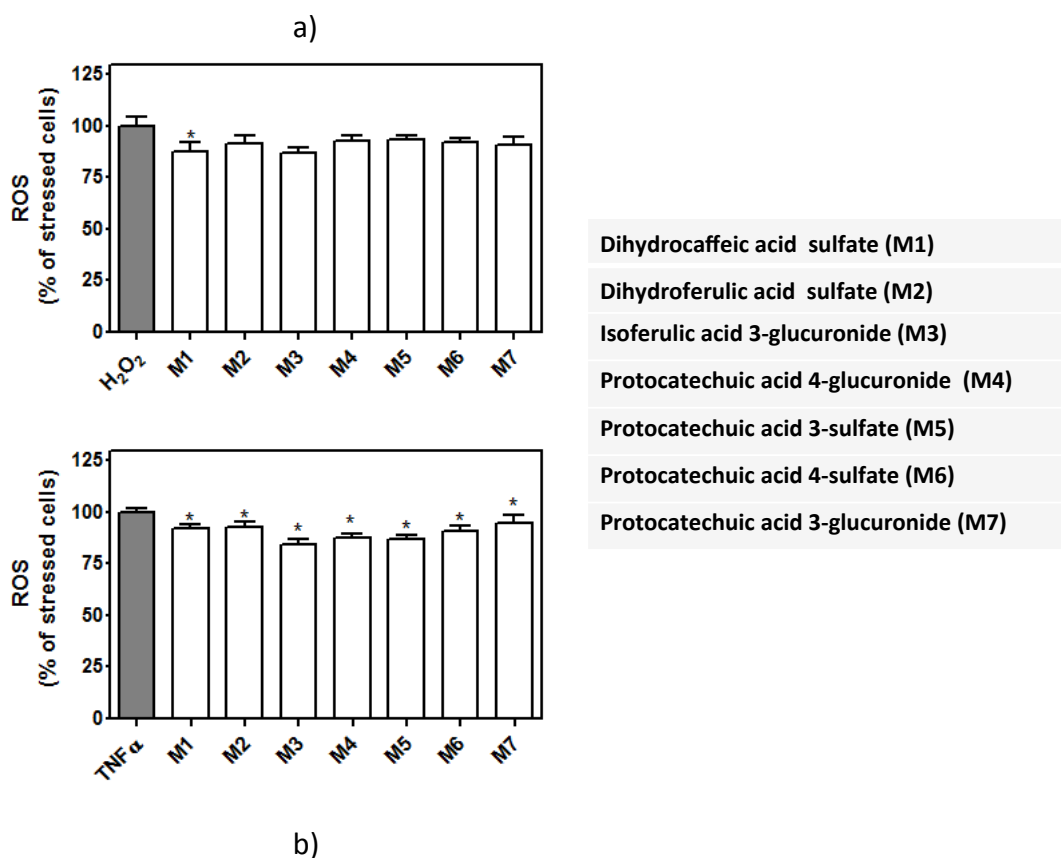 a)
125
100
75
50
25
0
ROS
(% of stressed cells)
*
H₂O₂ M1 M2 M3 M4 M5 M6 M7
125
100
75
50
25
0
ROS
(% of stressed cells)
* * * * * * *
TNFα M1 M2 M3 M4 M5 M6 M7
b)
Dihydrocaffeic acid sulfate (M1)
Dihydroferulic acid sulfate (M2)
Isoferulic acid 3-glucuronide (M3)
Protocatechuic acid 4-glucuronide (M4)
Protocatechuic acid 3-sulfate (M5)
Protocatechuic acid 4-sulfate (M6)
Protocatechuic acid 3-glucuronide (M7)